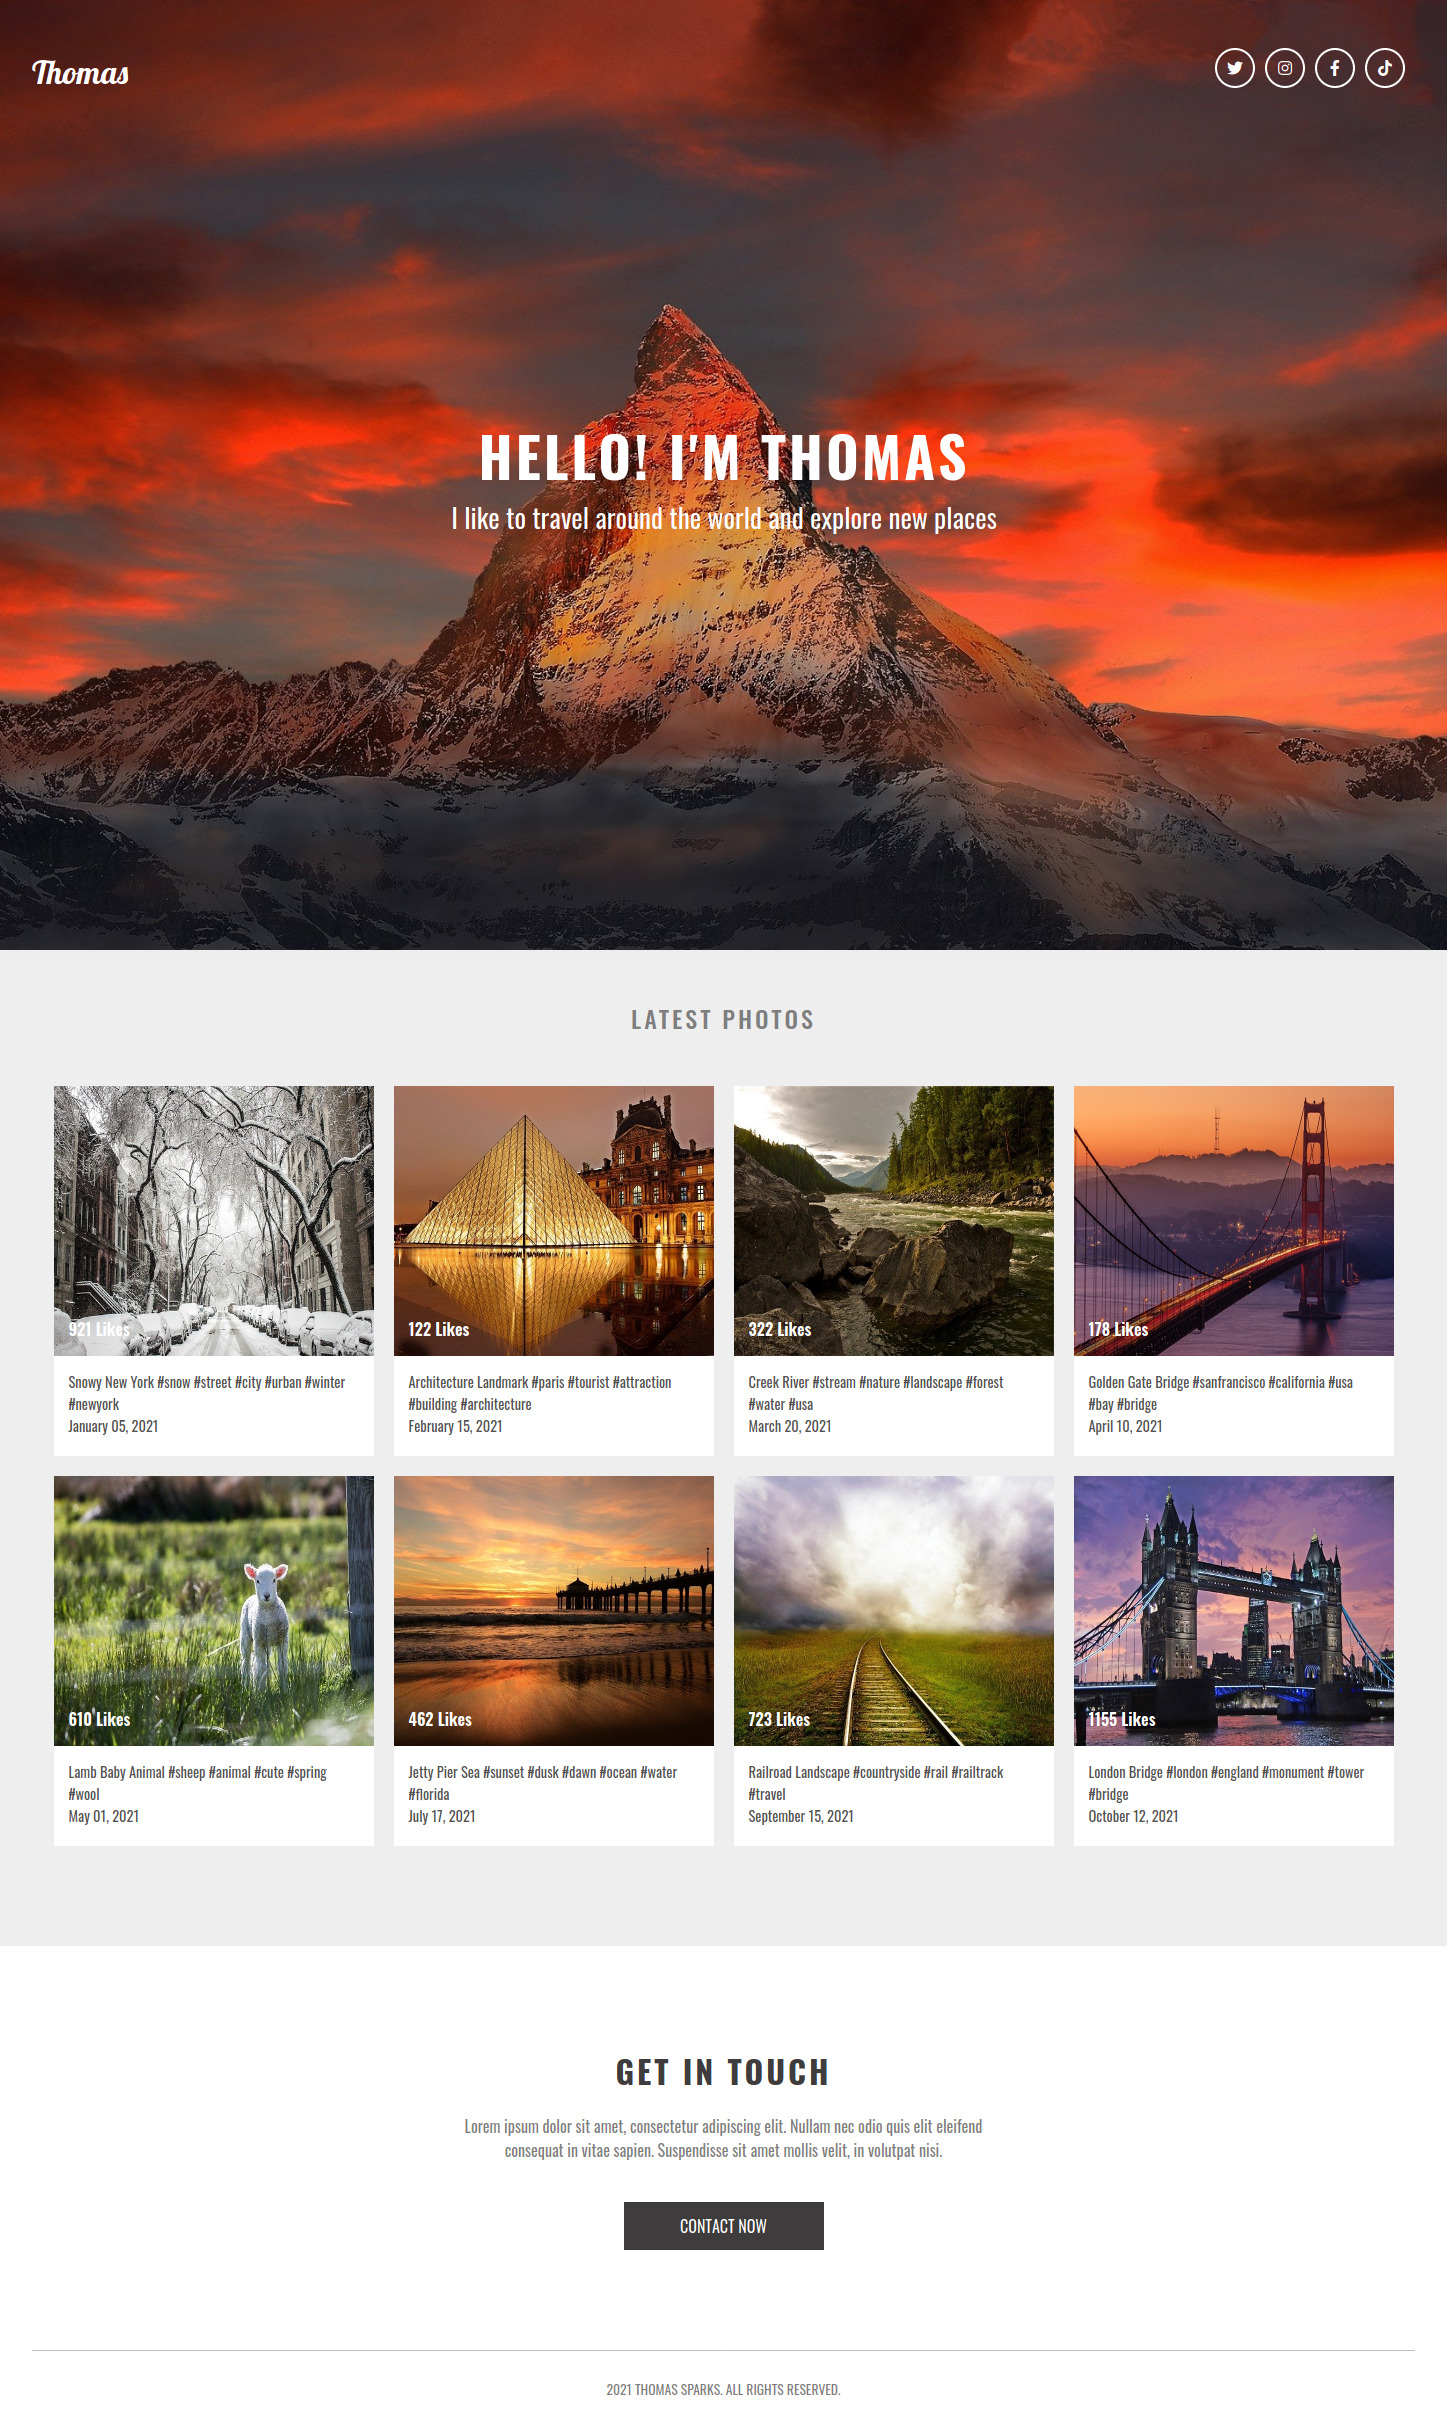 Thomas
HELLO! I'M THOMAS
I like to travel around the world and explore new places
LATEST PHOTOS
921 Likes
122 Likes
322 Likes
178 Likes
Snowy New York #snow #street #city #urban #winter
#newyork
January 05, 2021
Architecture Landmark #paris #tourist #attraction
#building #architecture
February 15, 2021
Creek River #stream #nature #landscape #forest
#water #usa
March 20, 2021
Golden Gate Bridge #sanfrancisco #california #usa
#bay #bridge
April 10, 2021
610 Likes
462 Likes
723 Likes
1155 Likes
Lamb Baby Animal #sheep #animal #cute #spring
#wool
May 01, 2021
Jetty Pier Sea #sunset #dusk #dawn #ocean #water
#florida
July 17, 2021
Railroad Landscape #countryside #rail #railtrack
#travel
September 15, 2021
London Bridge #london #england #monument #tower
#bridge
October 12, 2021
GET IN TOUCH
Lorem ipsum dolor sit amet, consectetur adipiscing elit. Nullam nec odio quis elit eleifend
consequat in vitae sapien. Suspendisse sit amet mollis velit, in volutpat nisi.
CONTACT NOW
2021 THOMAS SPARKS. ALL RIGHTS RESERVED.